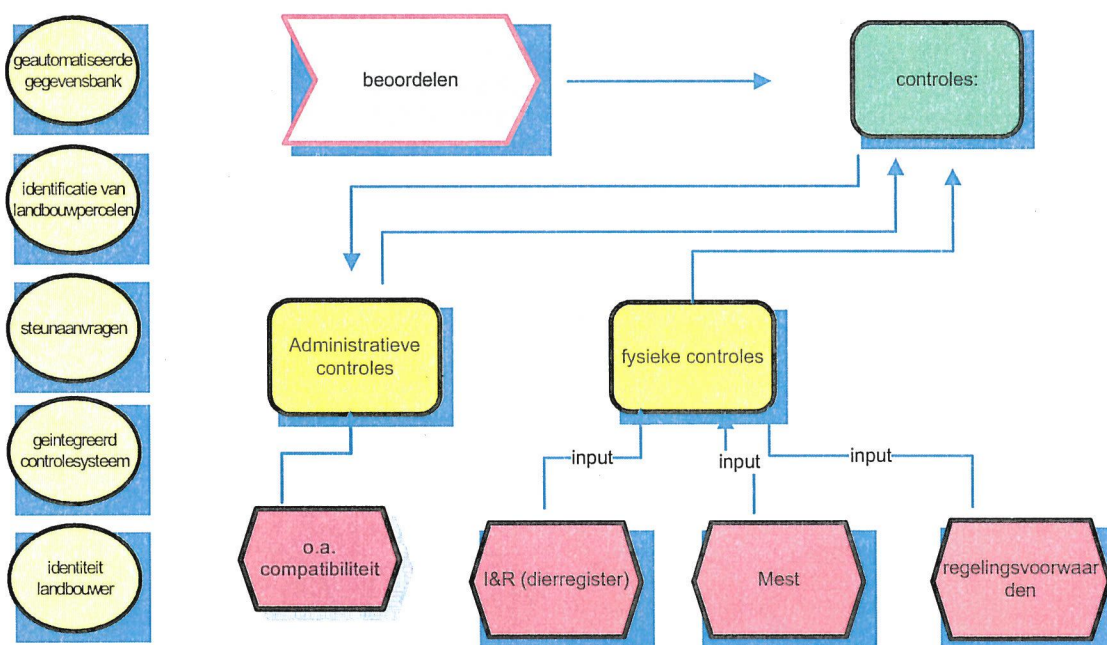 geautomatiseerde
gegevensbank
identificatie van
landbouwpercelen
steunaanvragen
geintegreerd
controlesysteem
identiteit
landbouwer
beoordelen
controles:
Administratieve
controles
fysieke controles
input
input
input
o.a.
compatibiliteit
I&R (dierregister)
Mest
regelingsvoorwaar
den